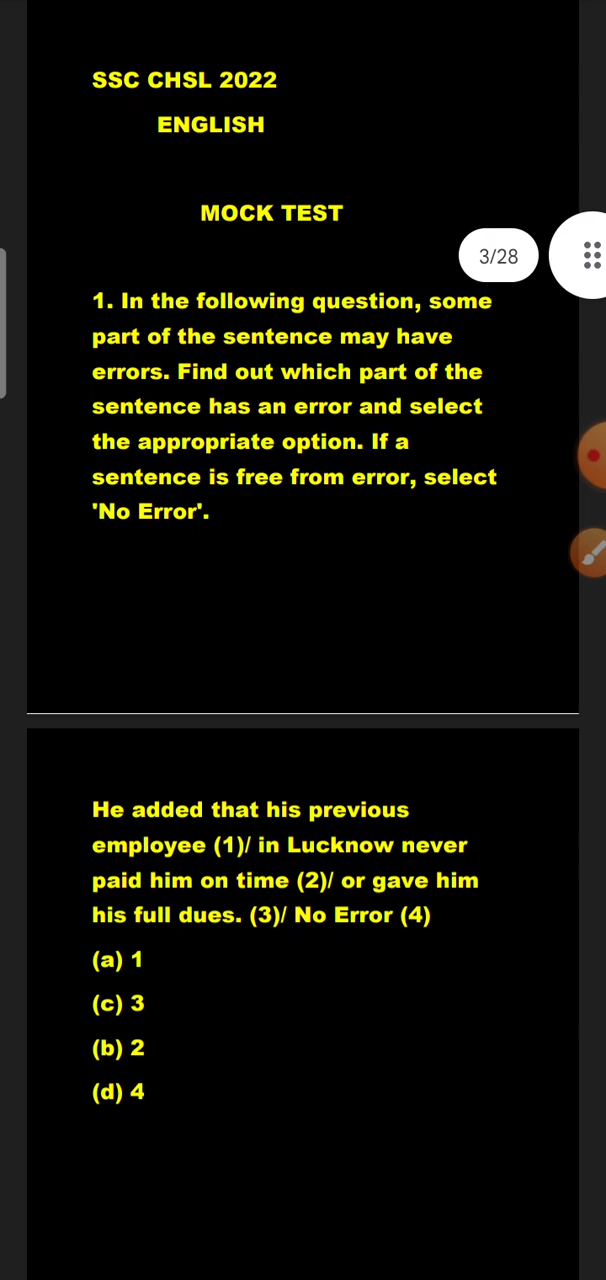 SSC CHSL 2022
ENGLISH
MOCK TEST
3/28
1. In the following question, some
part of the sentence may have
errors. Find out which part of the
sentence has an error and select
the appropriate option. If a
sentence is free from error, select
'No Error'.
He added that his previous
employee (1)/ in Lucknow never
paid him on time (2)/ or gave him
his full dues. (3)/ No Error (4)
(a) 1
(c) 3
(b) 2
(d) 4